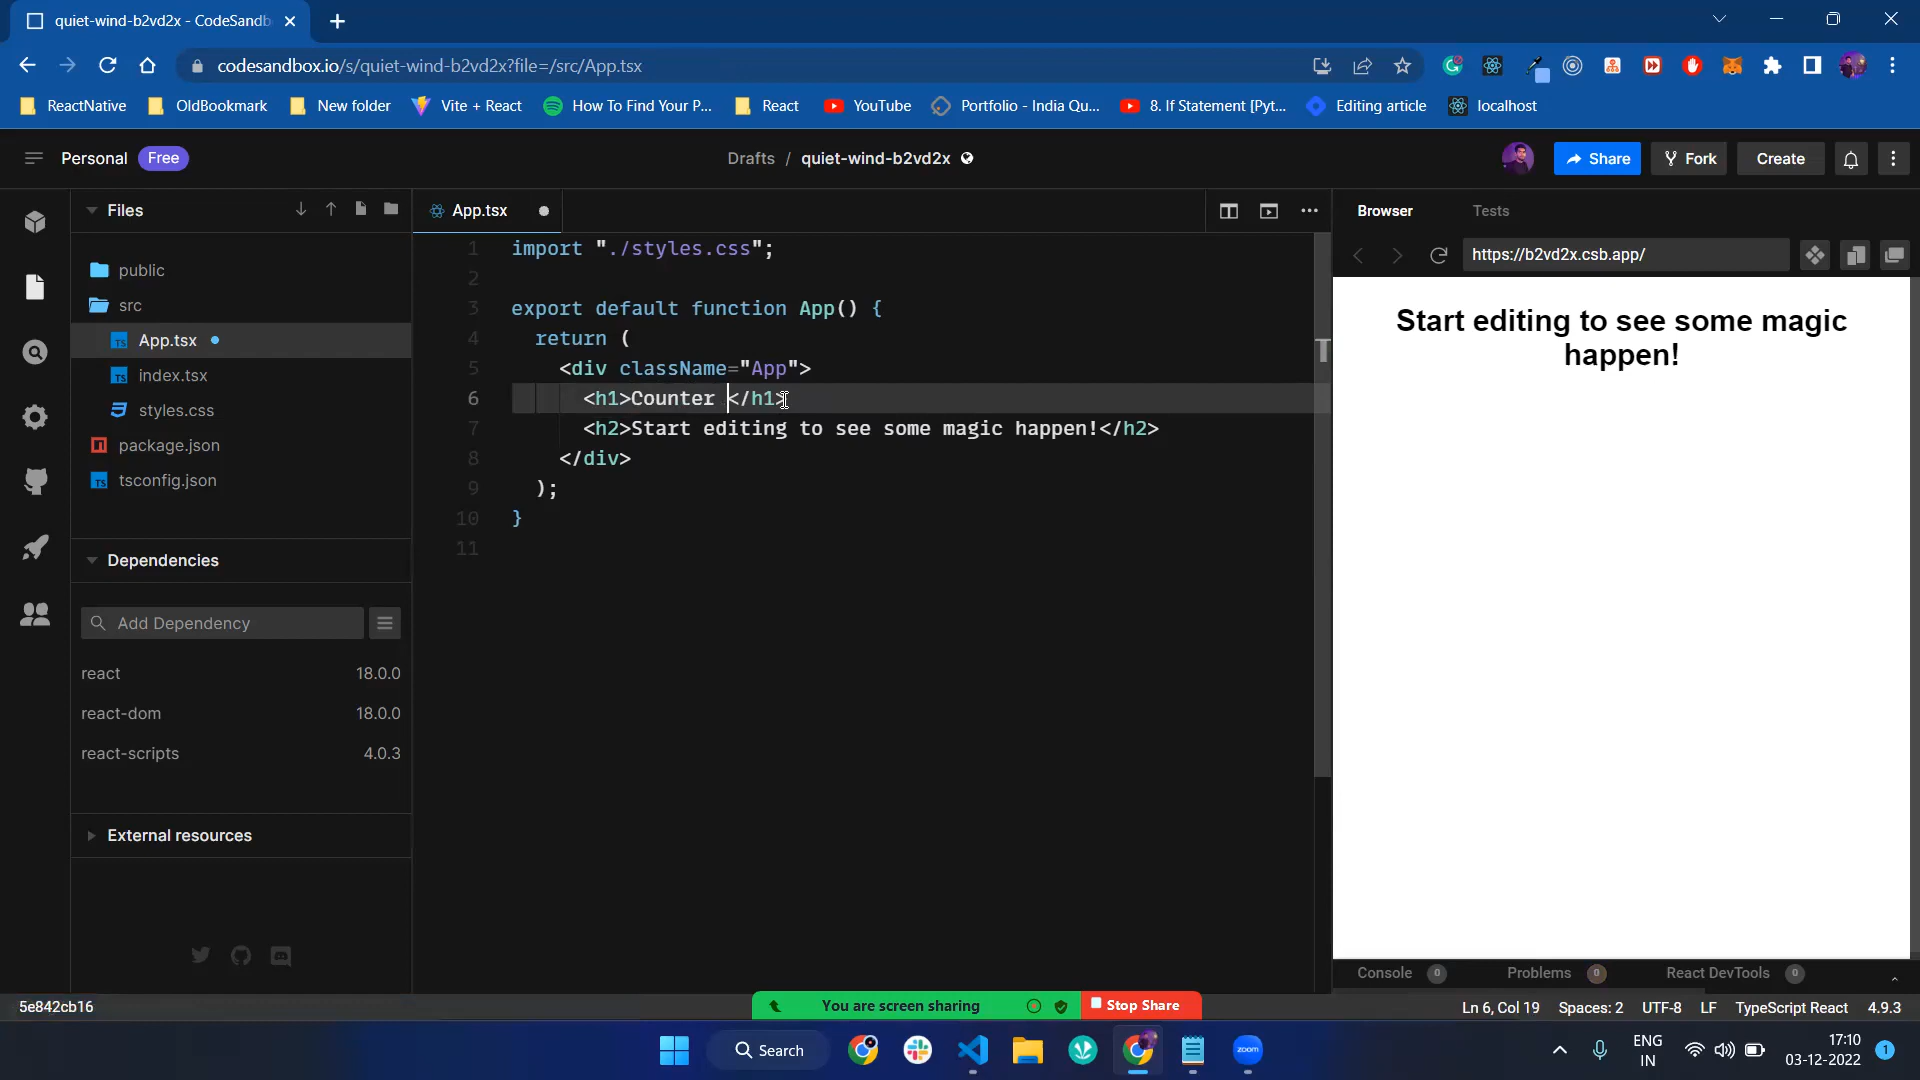 quiet-wind-b2vd2x - CodeSandb
codesandbox.io/s/quiet-wind-b2vd2x?file=/src/App.tsx
ReactNative
OldBookmark
New folder
Vite + React
How To Find Your P...
React
YouTube
Portfolio - India Qu...
8. If Statement [Pyt...
Editing article
localhost
Personal
Free
Drafts / quiet-wind-b2vd2x
Share
Fork
Create
Files
App.tsx
Browser
Tests
https://b2vd2x.csb.app/
public
src
App.tsx
index.tsx
styles.css
package.json
tsconfig.json
1 import "./styles.css";
2
3 export default function App() {
4 return (
5 <div className="App">
6 <h1>Counter </h1>
7 <h2>Start editing to see some magic happen!</h2>
8 </div>
9 );
10 }
11
Start editing to see some magic
happen!
Dependencies
Add Dependency
react 18.0.0
react-dom 18.0.0
react-scripts 4.0.3
External resources
Console 0
Problems 0
React DevTools 0
5e842cb16
You are screen sharing
Stop Share
Ln 6, Col 19
Spaces: 2
UTF-8
LF
TypeScript React
4.9.3
Search
zoom
ENG
IN
17:10
03-12-2022
1